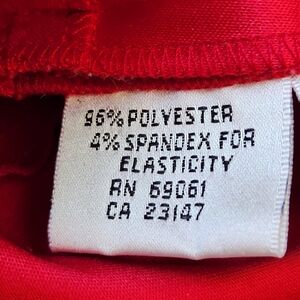 96% POLYESTER
4% SPANDEX FOR
ELASTICITY
RN 69061
CA 23147